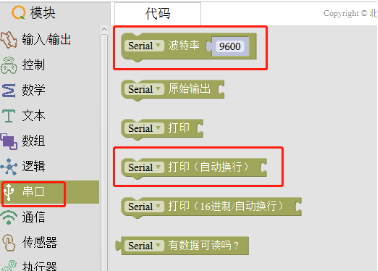 模块
代码
Copyright © 北
输入/输出
控制
数学
文本
数组
逻辑
串口
通信
传感器
执行器
Serial 波特率 9600
Serial 原始输出
Serial 打印
Serial 打印（自动换行）
Serial 打印（16进制/自动换行）
Serial 有数据可读吗？